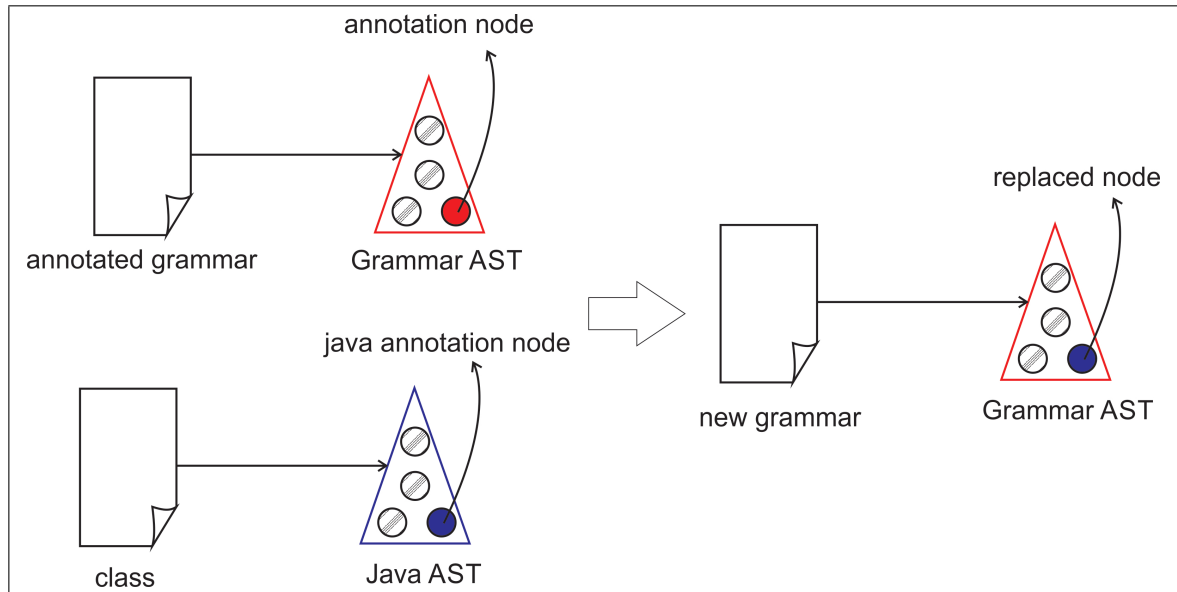 annotation node
annotated grammar
Grammar AST
java annotation node
class
Java AST
replaced node
new grammar
Grammar AST